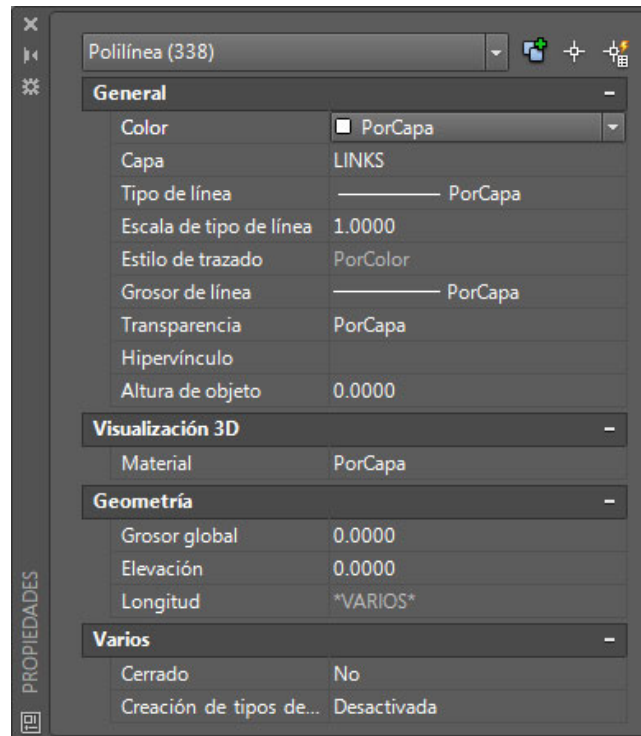 Polilínea (338)
General
Color PorCapa
Capa LINKS
Tipo de línea PorCapa
Escala de tipo de línea 1.0000
Estilo de trazado PorColor
Grosor de línea PorCapa
Transparencia PorCapa
Hipervínculo
Altura de objeto 0.0000
Visualización 3D
Material PorCapa
Geometría
Grosor global 0.0000
Elevación 0.0000
Longitud *VARIOS*
Varios
Cerrado No
Creación de tipos de... Desactivada
PROPIEDADES